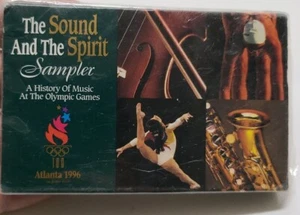 The Sound
And The Spirit
Sampler
A History Of Music
At The Olympic Games
Atlanta 1996